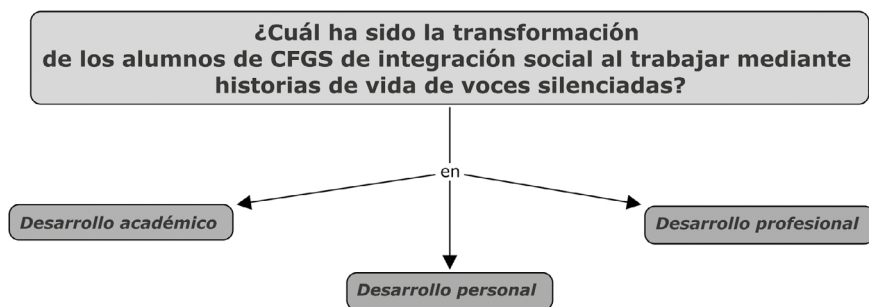 ¿Cuál ha sido la transformación
de los alumnos de CFGS de integración social al trabajar mediante
historias de vida de voces silenciadas?
en
Desarrollo académico
Desarrollo personal
Desarrollo profesional